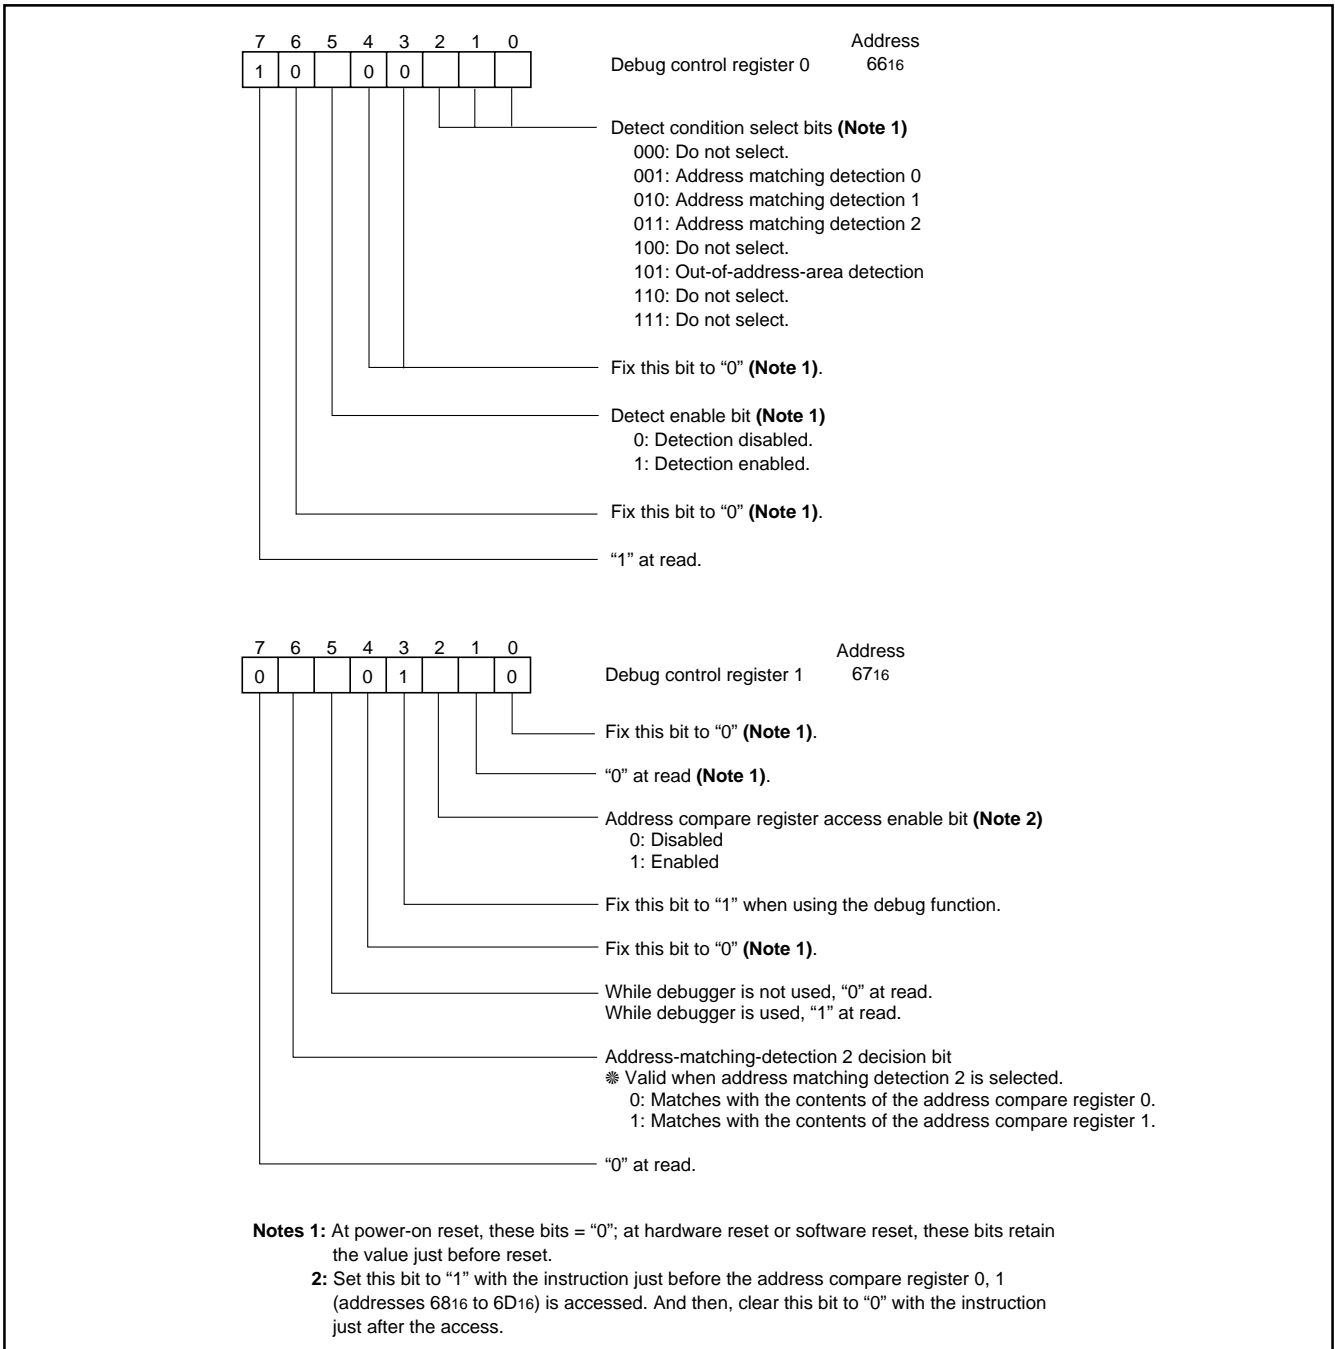 7 6 5 4 3 2 1 0
Address
1 0 0 0
Debug control register 0 6616
Detect condition select bits (Note 1)
000: Do not select.
001: Address matching detection 0
010: Address matching detection 1
011: Address matching detection 2
100: Do not select.
101: Out-of-address-area detection
110: Do not select.
111: Do not select.
Fix this bit to “0” (Note 1).
Detect enable bit (Note 1)
0: Detection disabled.
1: Detection enabled.
Fix this bit to “0” (Note 1).
“1” at read.
7 6 5 4 3 2 1 0
Address
0 0 1 0
Debug control register 1 6716
Fix this bit to “0” (Note 1).
“0” at read (Note 1).
Address compare register access enable bit (Note 2)
0: Disabled
1: Enabled
Fix this bit to “1” when using the debug function.
Fix this bit to “0” (Note 1).
While debugger is not used, “0” at read.
While debugger is used, “1” at read.
Address-matching-detection 2 decision bit
❊ Valid when address matching detection 2 is selected.
0: Matches with the contents of the address compare register 0.
1: Matches with the contents of the address compare register 1.
“0” at read.
Notes 1: At power-on reset, these bits = “0”; at hardware reset or software reset, these bits retain
the value just before reset.
2: Set this bit to “1” with the instruction just before the address compare register 0, 1
(addresses 6816 to 6D16) is accessed. And then, clear this bit to “0” with the instruction
just after the access.